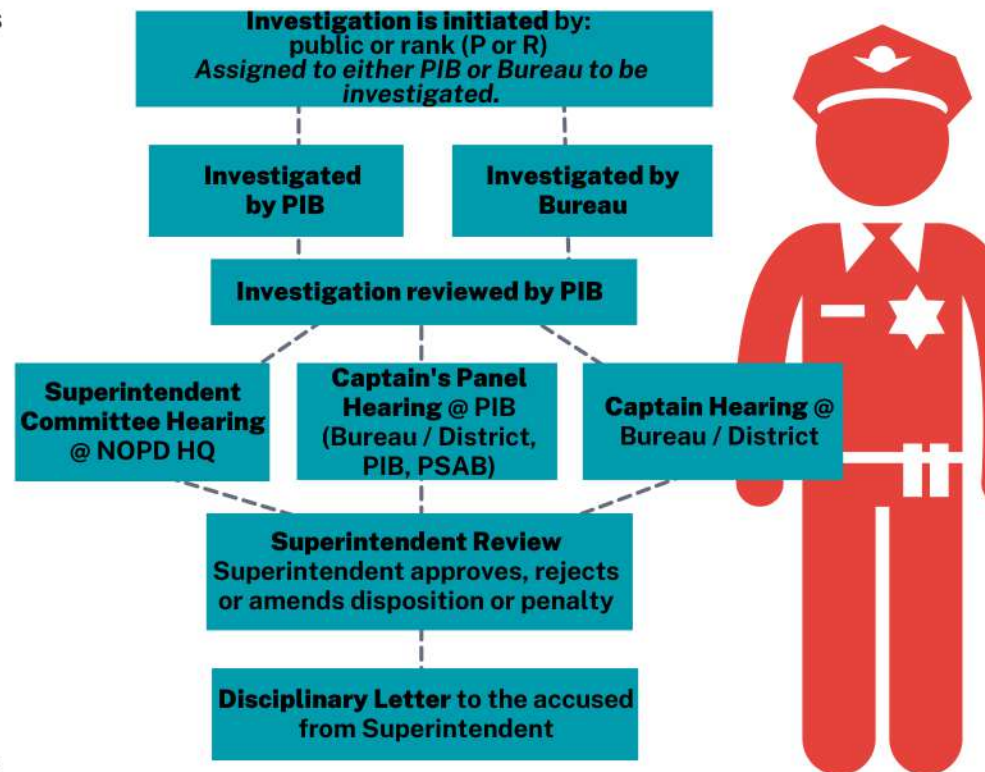 s
Investigation is initiated by:
public or rank (P or R)
Assigned to either PIB or Bureau to be
investigated.
Investigated
by PIB
Investigated by
Bureau
Investigation reviewed by PIB
Superintendent
Committee Hearing
@ NOPD HQ
Captain's Panel
Hearing @ PIB
(Bureau / District,
PIB, PSAB)
Captain Hearing @
Bureau / District
Superintendent Review
Superintendent approves, rejects
or amends disposition or penalty
Disciplinary Letter to the accused
from Superintendent